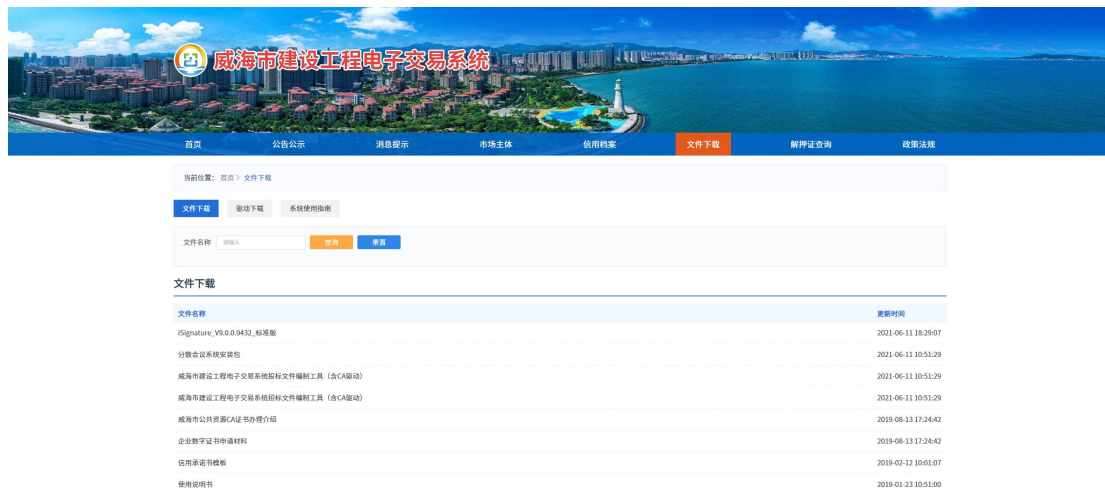 威海市建设工程电子交易系统
首页 公告公示 消息提示 市场主体 信用档案 文件下载 解押证查询 政策法规
当前位置： 首页 > 文件下载
文件下载 驱动下载 系统使用指南
文件名称 请输入 查询 重置
文件下载
文件名称 更新时间
iSignature_V9.0.0.9432_标准版 2021-06-11 18:29:07
分散会议系统安装包 2021-06-11 10:51:29
威海市建设工程电子交易系统投标文件编制工具（含CA驱动） 2021-06-11 10:51:29
威海市建设工程电子交易系统招标文件编制工具（含CA驱动） 2021-06-11 10:51:29
威海市公共资源CA证书办理介绍 2019-08-13 17:24:42
企业数字证书申请材料 2019-08-13 17:24:42
信用承诺书模板 2019-02-12 10:01:07
使用说明书 2019-01-23 10:51:00